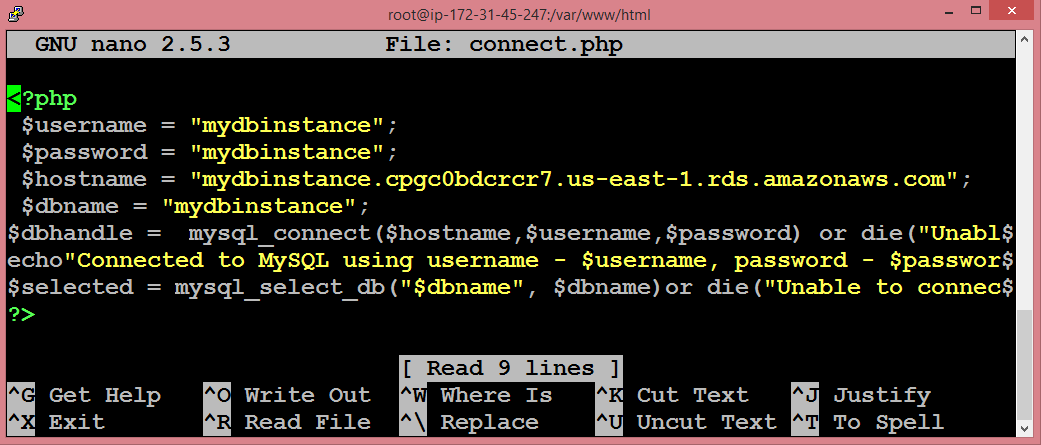 root@ip-172-31-45-247:/var/www/html
GNU nano 2.5.3 File: connect.php
<?php
$username = "mydbinstance";
$password = "mydbinstance";
$hostname = "mydbinstance.cpgc0bdcrcr7.us-east-1.rds.amazonaws.com";
$dbname = "mydbinstance";
$dbhandle =  mysql_connect($hostname,$username,$password) or die("Unabl$
echo"Connected to MySQL using username - $username, password - $passwor$
$selected = mysql_select_db("$dbname", $dbname)or die("Unable to connec$
?>
[ Read 9 lines ]
^G Get Help ^O Write Out ^W Where Is ^K Cut Text ^J Justify
^X Exit ^R Read File ^\ Replace ^U Uncut Text ^T To Spell